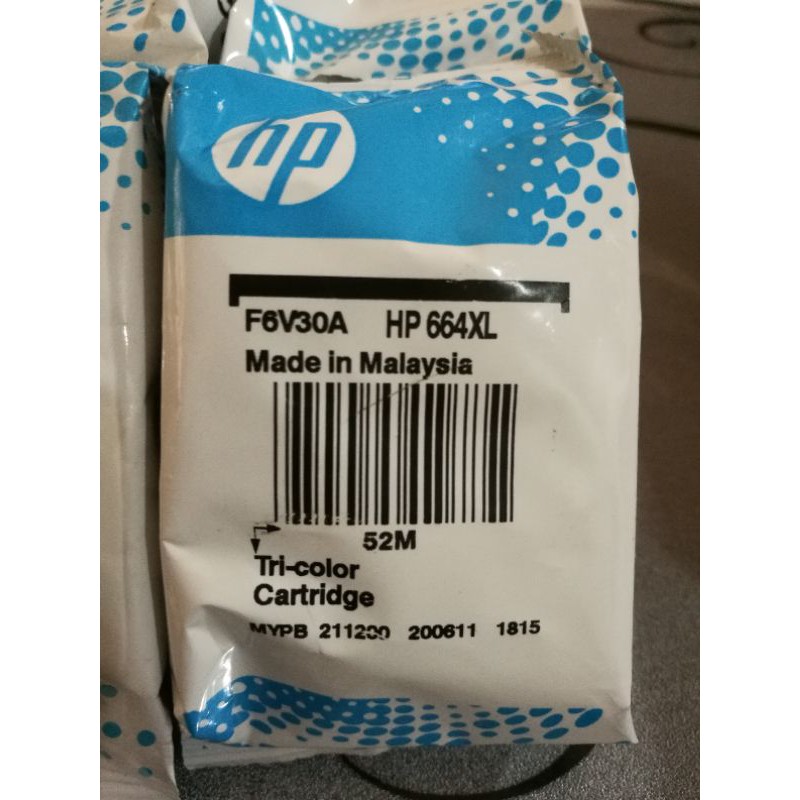 hp
F6V30A HP 664XL
Made in Malaysia
52M
Tri-color
Cartridge
MYPB 211200 200611 1815